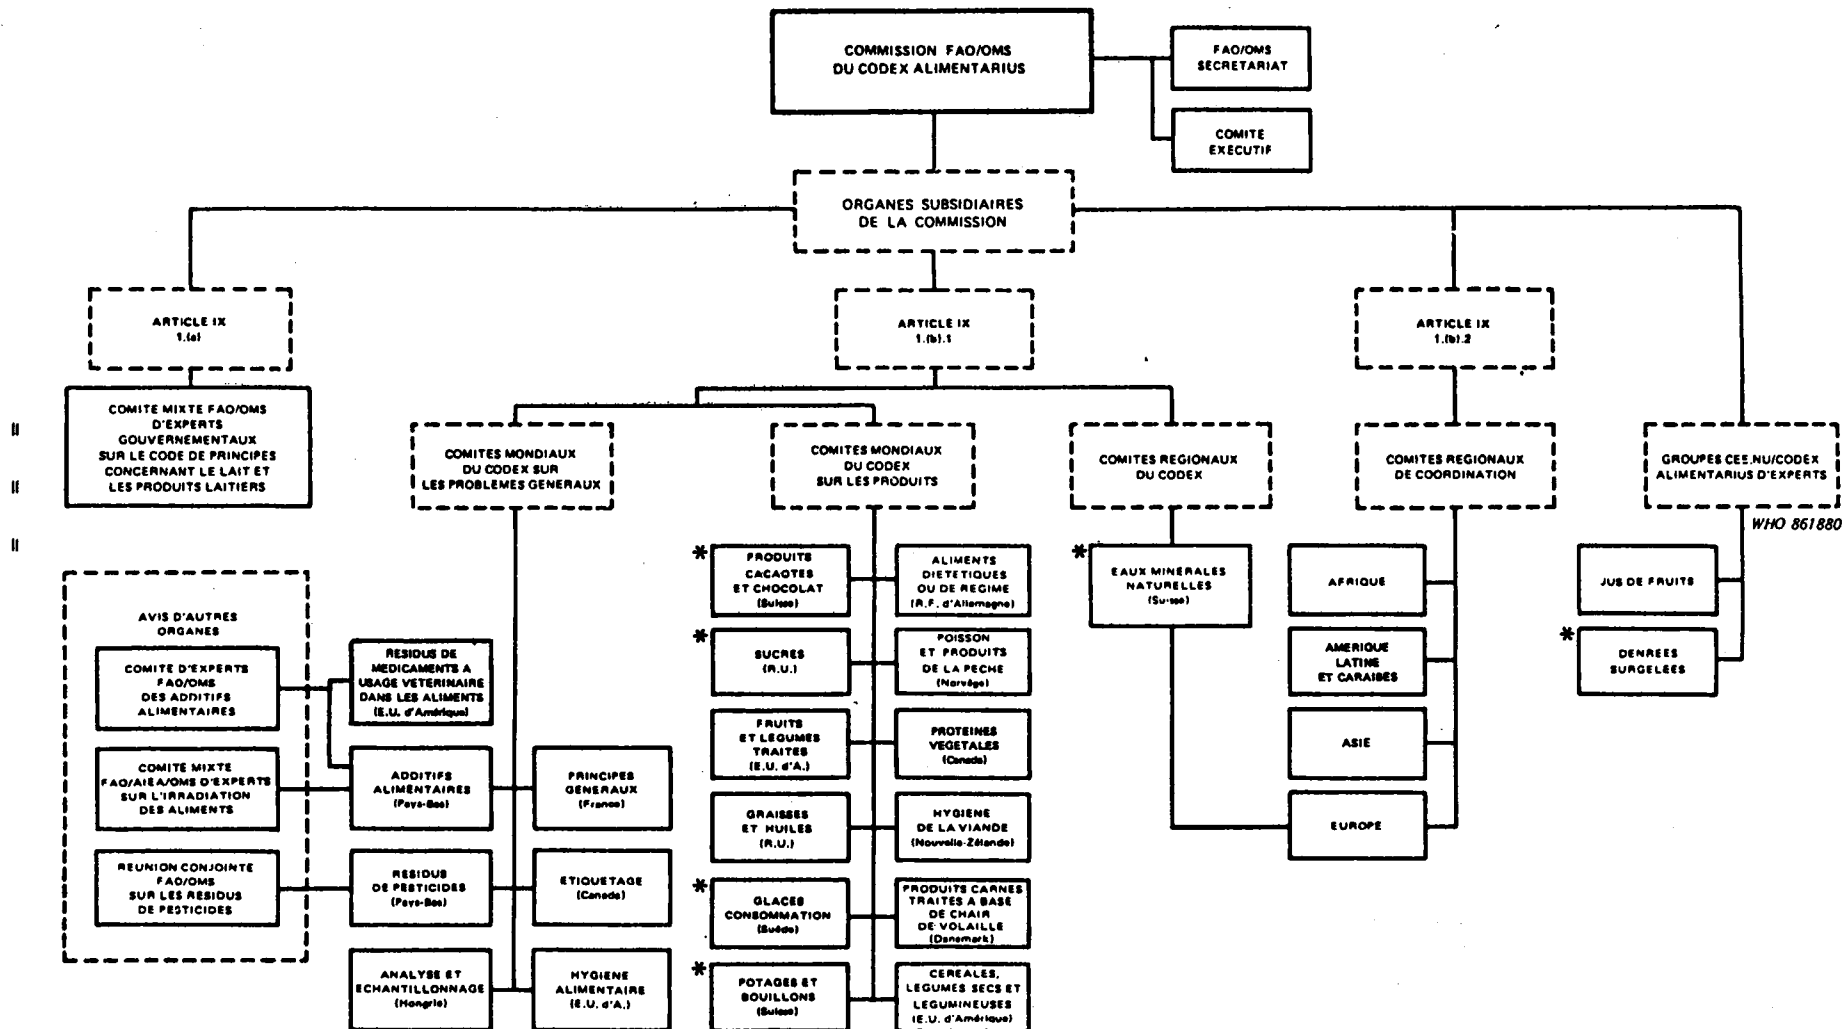 COMMISSION FAO/OMS
DU CODEX ALIMENTARIUS
FAO/OMS
SECRETARIAT
COMITE
EXECUTIF
ORGANES SUBSIDIAIRES
DE LA COMMISSION
ARTICLE IX
1.(a)
ARTICLE IX
1.(b).1
ARTICLE IX
1.(b).2
COMITE MIXTE FAO/OMS
D'EXPERTS
GOUVERNEMENTAUX
SUR LE CODE DE PRINCIPES
CONCERNANT LE LAIT ET
LES PRODUITS LAITIERS
COMITES MONDIAUX
DU CODEX SUR
LES PROBLEMES GENERAUX
COMITES MONDIAUX
DU CODEX
SUR LES PRODUITS
COMITES REGIONAUX
DU CODEX
COMITES REGIONAUX
DE COORDINATION
GROUPES CEE.NU/CODEX
ALIMENTARIUS D'EXPERTS
WHO 861880
AVIS D'AUTRES
ORGANES
COMITE D'EXPERTS
FAO/OMS
DES ADDITIFS
ALIMENTAIRES
COMITE MIXTE
FAO/AIEA/OMS D'EXPERTS
SUR L'IRRADIATION
DES ALIMENTS
REUNION CONJOINTE
FAO/OMS
SUR LES RESIDUS
DE PESTICIDES
RESIDUS DE
MEDICAMENTS A
USAGE VETERINAIRE
DANS LES ALIMENTS
(E.U. d'Amérique)
ADDITIFS
ALIMENTAIRES
(Pays-Bas)
PRINCIPES
GENERAUX
(France)
RESIDUS
DE PESTICIDES
(Pays-Bas)
ETIQUETAGE
(Canada)
ANALYSE ET
ECHANTILLONNAGE
(Hongrie)
HYGIENE
ALIMENTAIRE
(E.U. d'A.)
* PRODUITS
CACAOTES
ET CHOCOLAT
(Suisse)
ALIMENTS
DIETETIQUES
OU DE REGIME
(R.F. d'Allemagne)
* SUCRES
(R.U.)
POISSON
ET PRODUITS
DE LA PECHE
(Norvège)
FRUITS
ET LEGUMES
TRAITES
(E.U. d'A.)
PROTEINES
VEGETALES
(Canada)
GRAISSES
ET HUILES
(R.U.)
HYGIENE
DE LA VIANDE
(Nouvelle-Zélande)
* GLACES
CONSOMMATION
(Suède)
PRODUITS CARNES
TRAITES A BASE
DE CHAIR
DE VOLAILLE
(Danemark)
* POTAGES ET
BOUILLONS
(Suisse)
CEREALES,
LEGUMES SECS ET
LEGUMINEUSES
(E.U. d'Amérique)
* EAUX MINERALES
NATURELLES
(Suisse)
AFRIQUE
AMERIQUE
LATINE
ET CARAIBES
ASIE
EUROPE
JUS DE FRUITS
* DENREES
SURGELEES